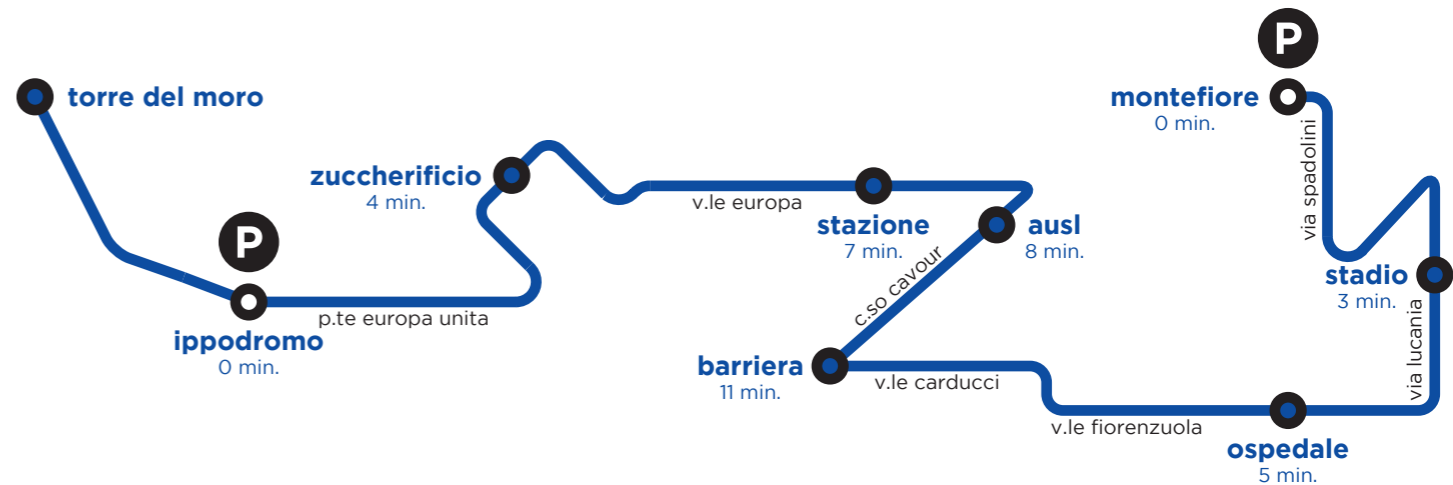 torre del moro
P
ippodromo
0 min.
p.te europa unita
zuccherificio
4 min.
v.le europa
stazione
7 min.
ausl
8 min.
c.so cavour
barriera
11 min.
v.le carducci
v.le fiorenzuola
ospedale
5 min.
via lucania
stadio
3 min.
via spadolini
P
montefiore
0 min.